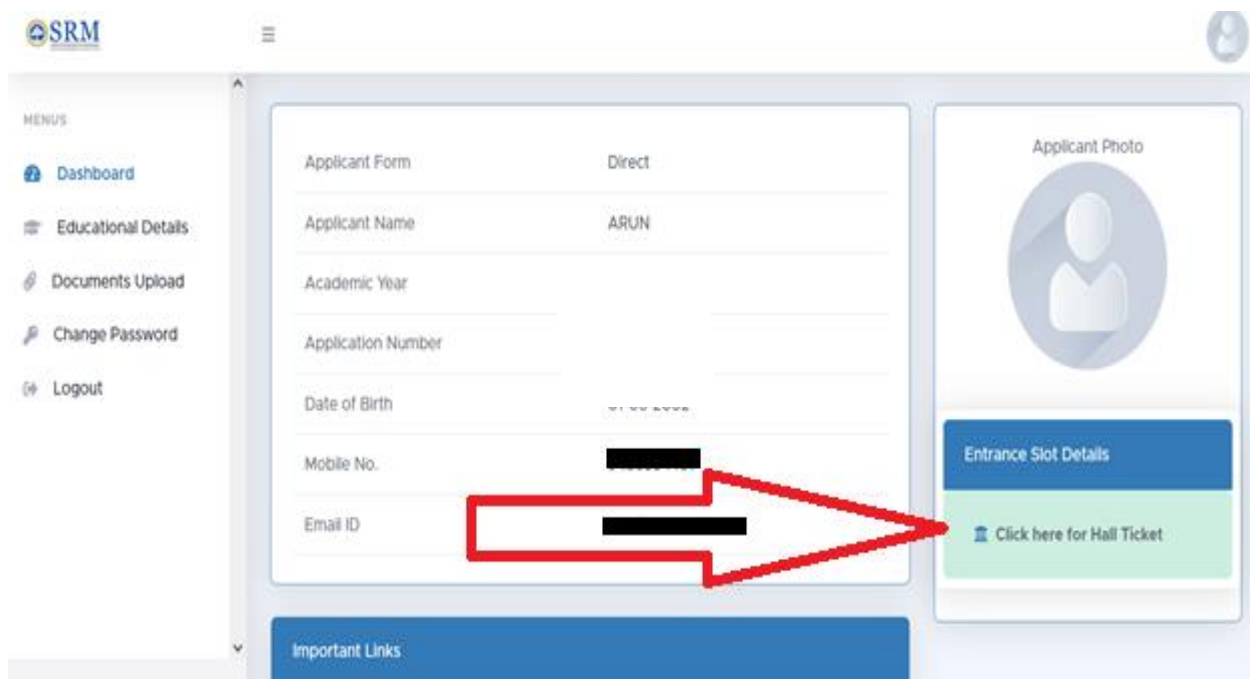 SRM
MENUS
Dashboard
Educational Details
Documents Upload
Change Password
Logout
Applicant Form Direct
Applicant Name ARUN
Academic Year
Application Number
Date of Birth
Mobile No.
Email ID
Applicant Photo
Entrance Slot Details
Click here for Hall Ticket
Important Links